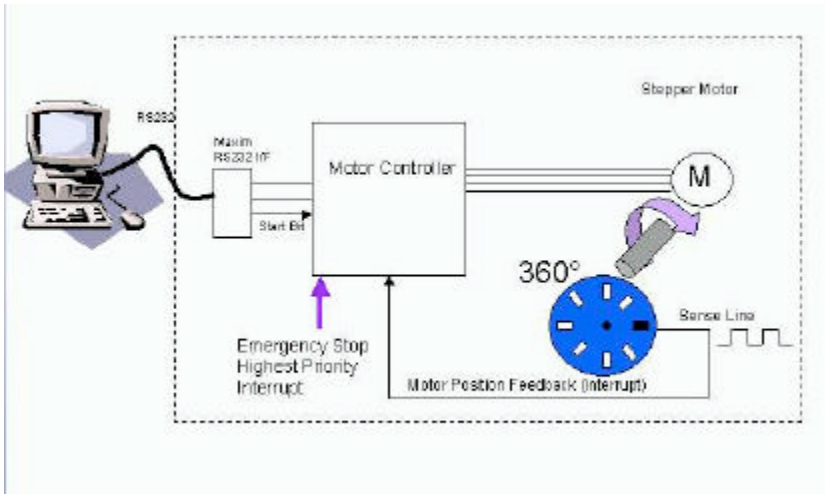 Stepper Motor
RS232
Maxim
RS232 I/F
Motor Controller
M
Start Bit
360°
Sense Line
Emergency Stop
Highest Priority
Interrupt
Motor Position Feedback (Interrupt)